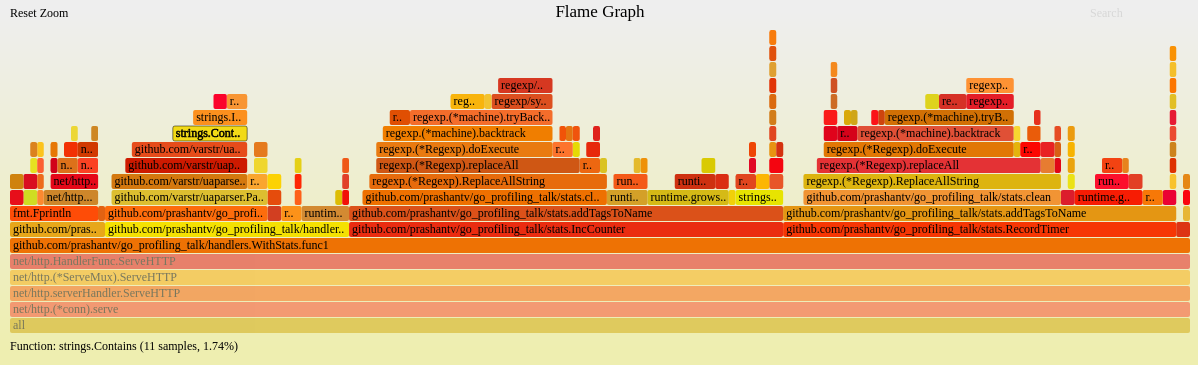 Reset Zoom Flame Graph Search
regexp/.. regexp..
r.. reg.. regexp/sy.. re.. regexp..
strings.I.. r.. regexp.(*machine).tryBack.. regexp.(*machine).tryB..
strings.Cont.. regexp.(*machine).backtrack r.. regexp.(*machine).backtrack
n.. github.com/varstr/ua.. regexp.(*Regexp).doExecute r.. regexp.(*Regexp).doExecute r..
n.. n.. github.com/varstr/uap.. regexp.(*Regexp).replaceAll r.. regexp.(*Regexp).replaceAll r..
net/http.. github.com/varstr/uaparse.. r.. regexp.(*Regexp).ReplaceAllString run.. runti.. r.. regexp.(*Regexp).ReplaceAllString run..
net/http... github.com/varstr/uaparser.Pa.. github.com/prashantv/go_profiling_talk/stats.cl.. runti.. runtime.grows.. strings.. github.com/prashantv/go_profiling_talk/stats.clean runtime.g.. r..
fmt.Fprintln github.com/prashantv/go_profi.. r.. runtim.. github.com/prashantv/go_profiling_talk/stats.addTagsToName github.com/prashantv/go_profiling_talk/stats.addTagsToName
github.com/pras.. github.com/prashantv/go_profiling_talk/handler.. github.com/prashantv/go_profiling_talk/stats.IncCounter github.com/prashantv/go_profiling_talk/stats.RecordTimer
github.com/prashantv/go_profiling_talk/handlers.WithStats.func1
net/http.HandlerFunc.ServeHTTP
net/http.(*ServeMux).ServeHTTP
net/http.serverHandler.ServeHTTP
net/http.(*conn).serve
all
Function: strings.Contains (11 samples, 1.74%)